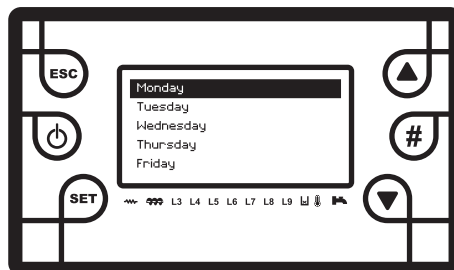 ESC
Monday
Tuesday
Wednesday
Thursday
Friday
#
SET
L3 L4 L5 L6 L7 L8 L9